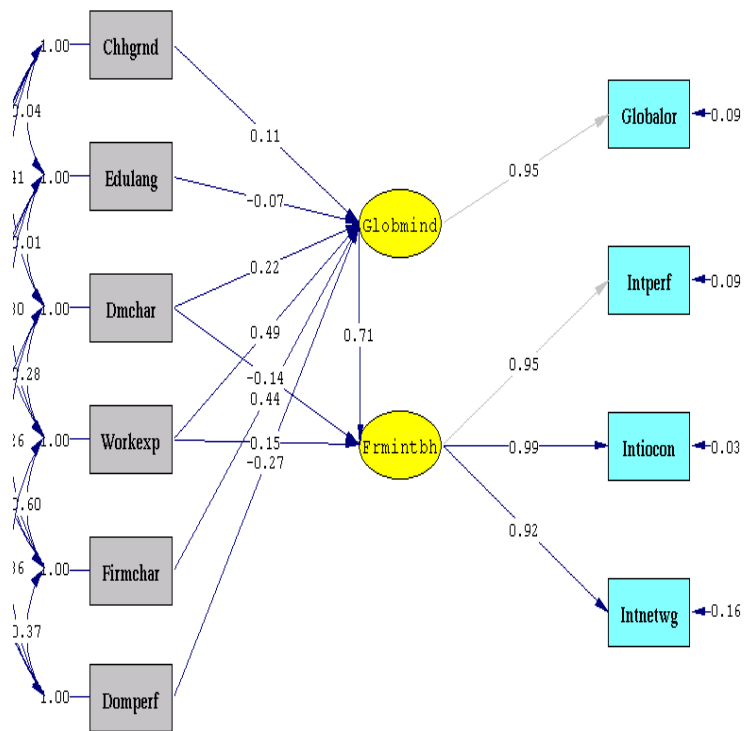 1.00
Chhgrnd
Globalor
0.09
0.11
0.95
1.00
Edulang
-0.07
Globmind
0.22
1.00
Dmchar
Intperf
0.09
0.49
0.71
0.95
-0.14
0.44
1.00
Workexp
0.15
-0.27
Frmintbh
0.99
Intiocon
0.03
0.60
0.92
1.00
Firmchar
Intnetwg
0.16
0.37
1.00
Domperf